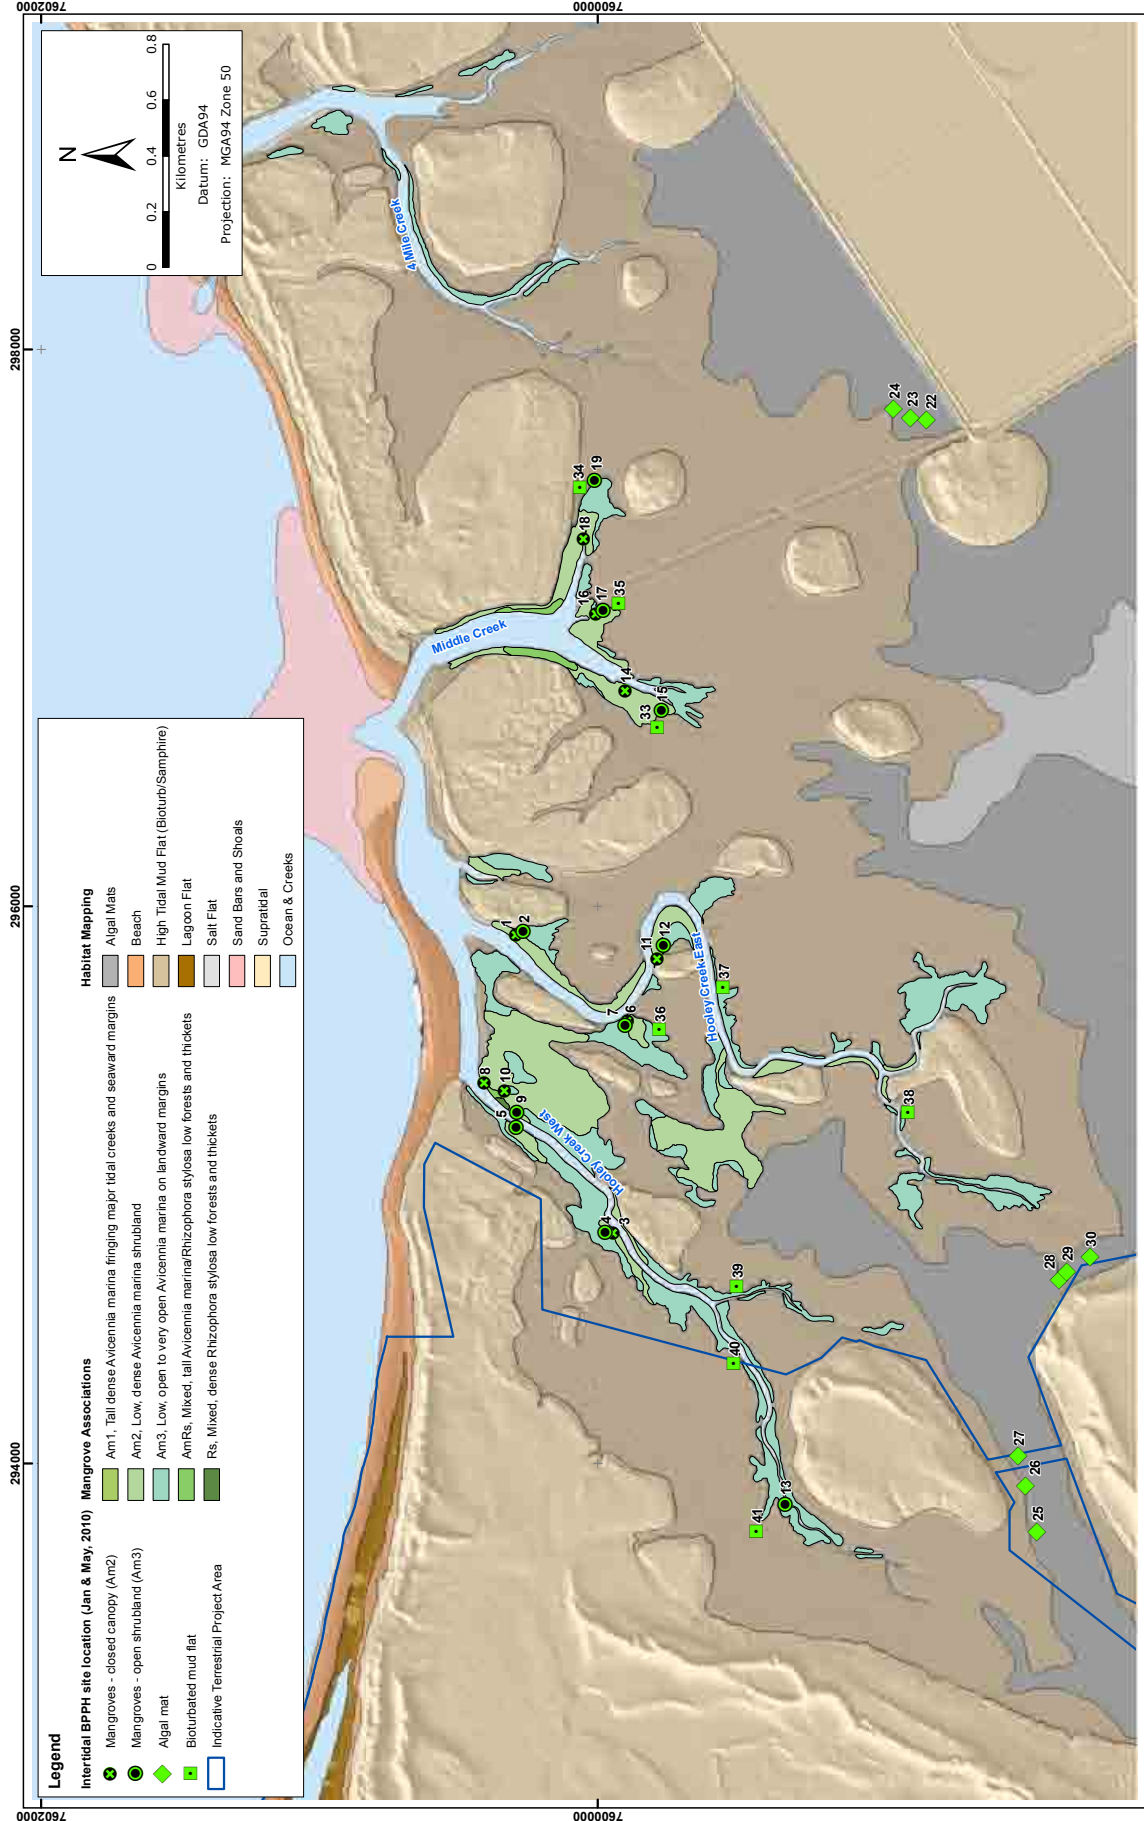 Legend
Intertidal BPPH site location (Jan & May, 2010)
Mangroves - closed canopy (Am2)
Mangroves - open shrubland (Am3)
Algal mat
Bioturbated mud flat
Indicative Terrestrial Project Area
Mangrove Associations
Am1, Tall dense Avicennia marina fringing major tidal creeks and seaward margins
Am2, Low, dense Avicennia marina shrubland
Am3, Low, open to very open Avicennia marina on landward margins
AmRs, Mixed, tall Avicennia marina/Rhizophora stylosa low forests and thickets
Rs, Mixed, dense Rhizophora stylosa low forests and thickets
Habitat Mapping
Algal Mats
Beach
High Tidal Mud Flat (Bioturb/Samphire)
Lagoon Flat
Salt Flat
Sand Bars and Shoals
Supratidal
Ocean & Creeks
N
0 0.2 0.4 0.6 0.8
Kilometres
Datum: GDA94
Projection: MGA94 Zone 50
294000
296000
298000
7602000
7600000
7602000
7600000
Hooley Creek West
Hooley Creek East
Middle Creek
4 Mile Creek
1
2
3
4
5
6
7
8
9
10
11
12
13
14
15
16
17
18
19
22
23
24
25
26
27
28
29
30
33
34
35
36
37
38
39
40
41